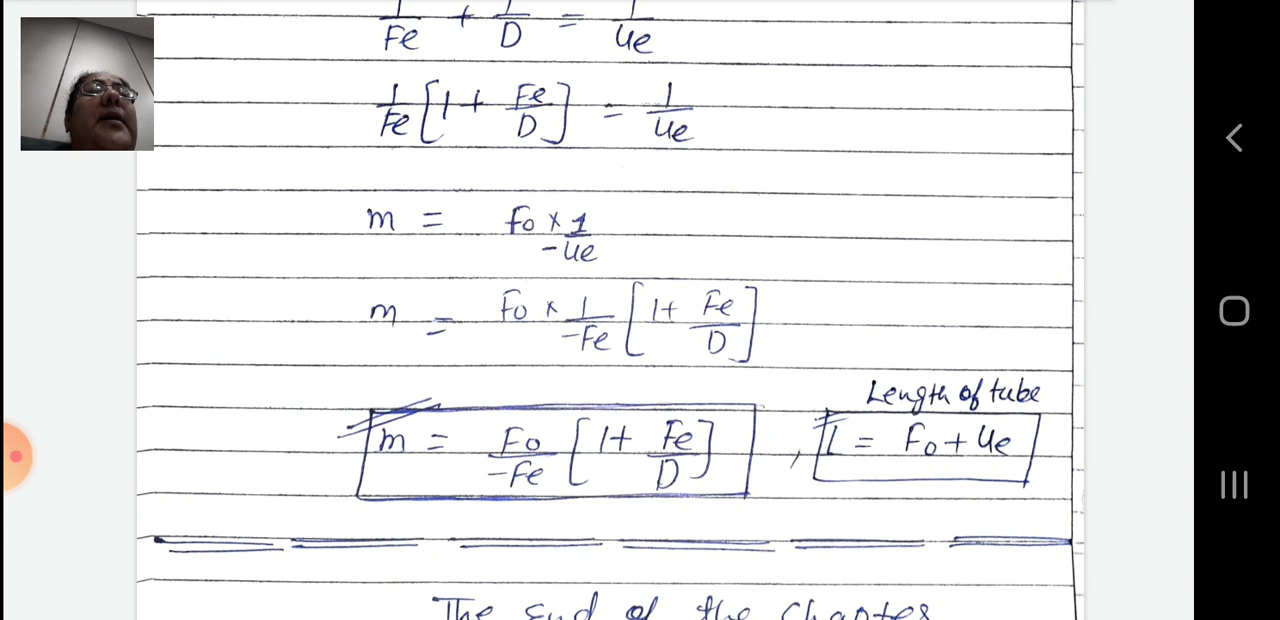 1/Fe + 1/D = 1/ue
1/Fe [1 + Fe/D] = 1/ue
m = fo × 1/-ue
m = Fo × 1/-Fe [1 + Fe/D]
Length of tube
m = Fo/-Fe [1 + Fe/D] , L = Fo + ue
The End of the Chapter